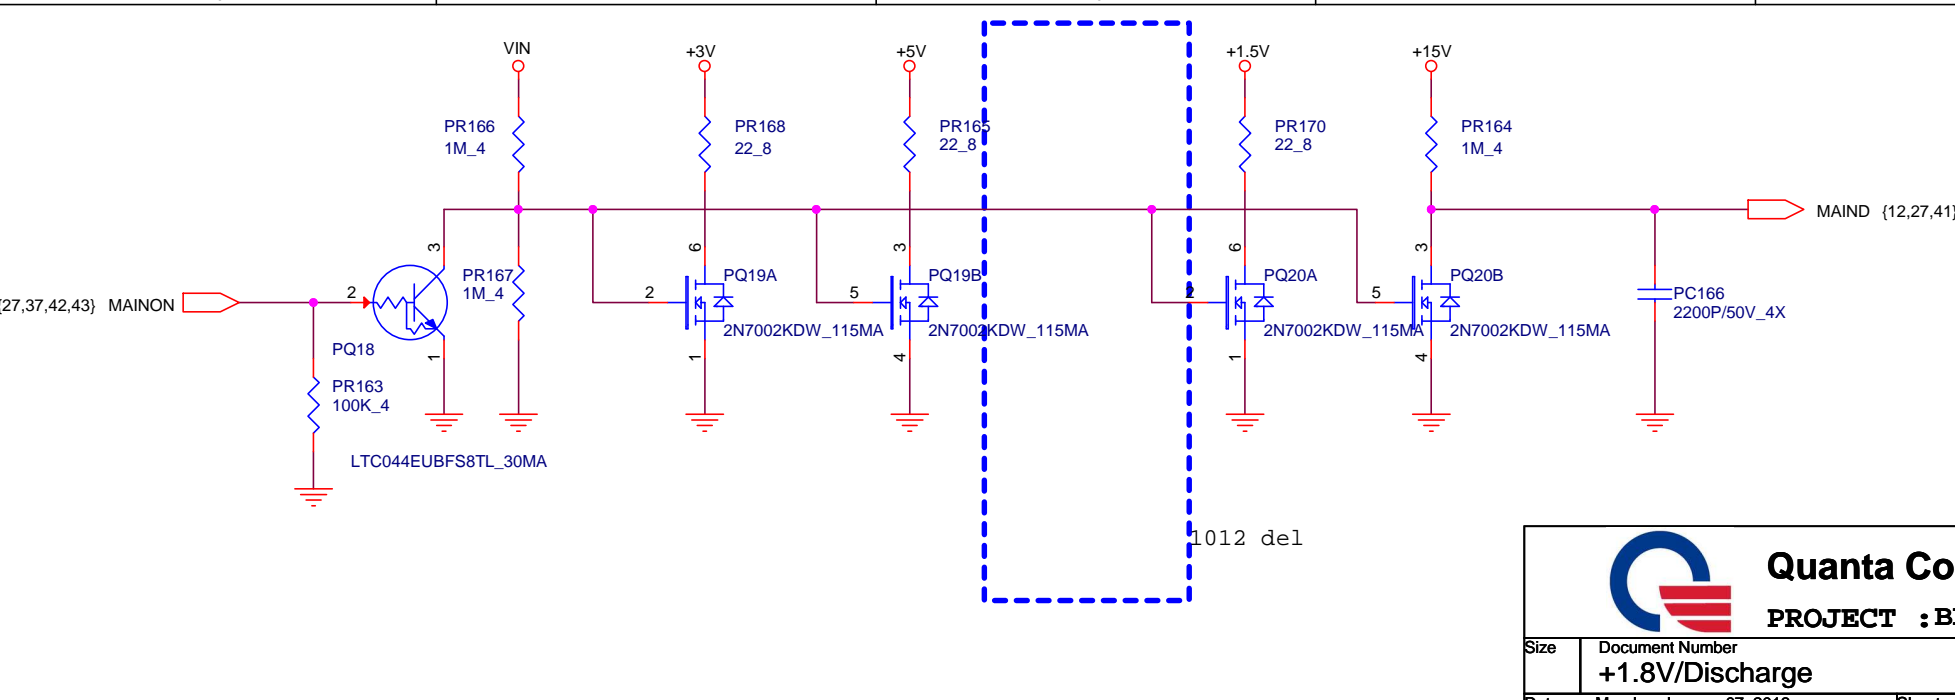 VIN
+3V
+5V
+1.5V
+15V
PR166
1M_4
PR168
22_8
PR165
22_8
PR170
22_8
PR164
1M_4
MAIND {12,27,41}
3
6
3
6
3
PR167
1M_4
PQ19A
PQ19B
PQ20A
PQ20B
{27,37,42,43} MAINON
2
2
5
2
5
2N7002KDW_115MA
2N7002KDW_115MA
2N7002KDW_115MA
2N7002KDW_115MA
PC166
2200P/50V_4X
PQ18
1
1
4
1
4
PR163
100K_4
LTC044EUBFS8TL_30MA
1012 del
Quanta Co
PROJECT :
Size
Document Number
+1.8V/Discharge